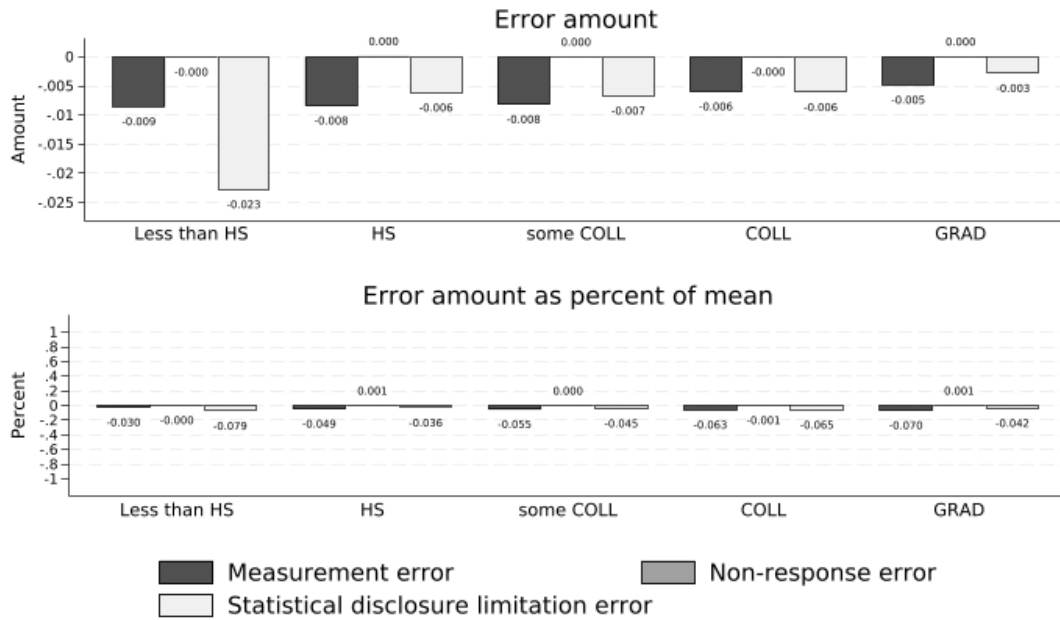 Error amount
0.000 0.000 0.000
0
-0.000 -0.000
-.005
-0.009 -0.008 -0.006 -0.008 -0.007 -0.006 -0.006 -0.005 -0.003
-.01
-.015
-.02
-0.023
-.025
Amount
Less than HS HS some COLL COLL GRAD
Error amount as percent of mean
1
.8
.6
.4
.2
0.001 0.000 0.001
0
-.2
-0.030 -0.000 -0.079 -0.049 -0.036 -0.055 -0.045 -0.063 -0.001 -0.065 -0.070 -0.042
-.4
-.6
-.8
-1
Percent
Less than HS HS some COLL COLL GRAD
Measurement error Non-response error
Statistical disclosure limitation error